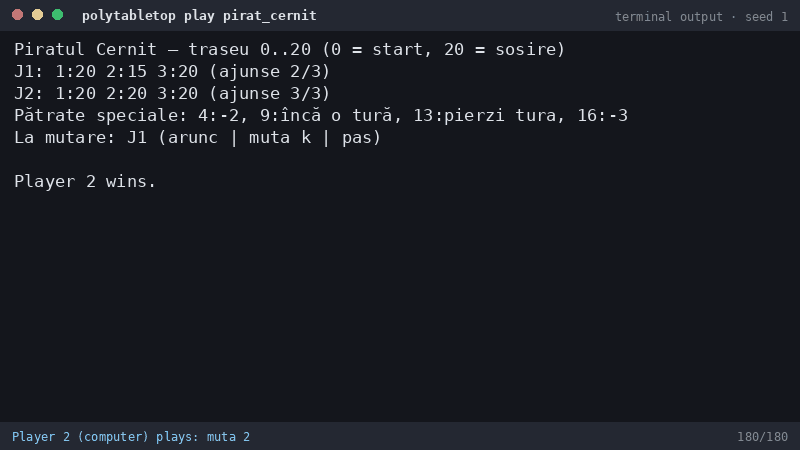 polytabletop play pirat_cernit
terminal output · seed 1
Piratul Cernit — traseu 0..20 (0 = start, 20 = sosire)
J1: 1:20 2:15 3:20 (ajunse 2/3)
J2: 1:20 2:20 3:20 (ajunse 3/3)
Pătrate speciale: 4:-2, 9:încă o tură, 13:pierzi tura, 16:-3
La mutare: J1 (arunc | muta k | pas)
Player 2 wins.
Player 2 (computer) plays: muta 2
180/180